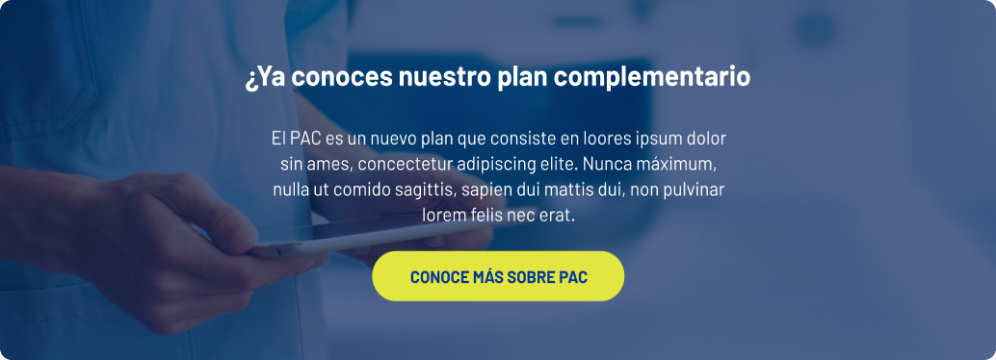 ¿Ya conoces nuestro plan complementario
El PAC es un nuevo plan que consiste en loores ipsum dolor
sin ames, concectetur adipiscing elite. Nunca máximum,
nulla ut comido sagittis, sapien dui mattis dui, non pulvinar
lorem felis nec erat.
CONOCE MÁS SOBRE PAC